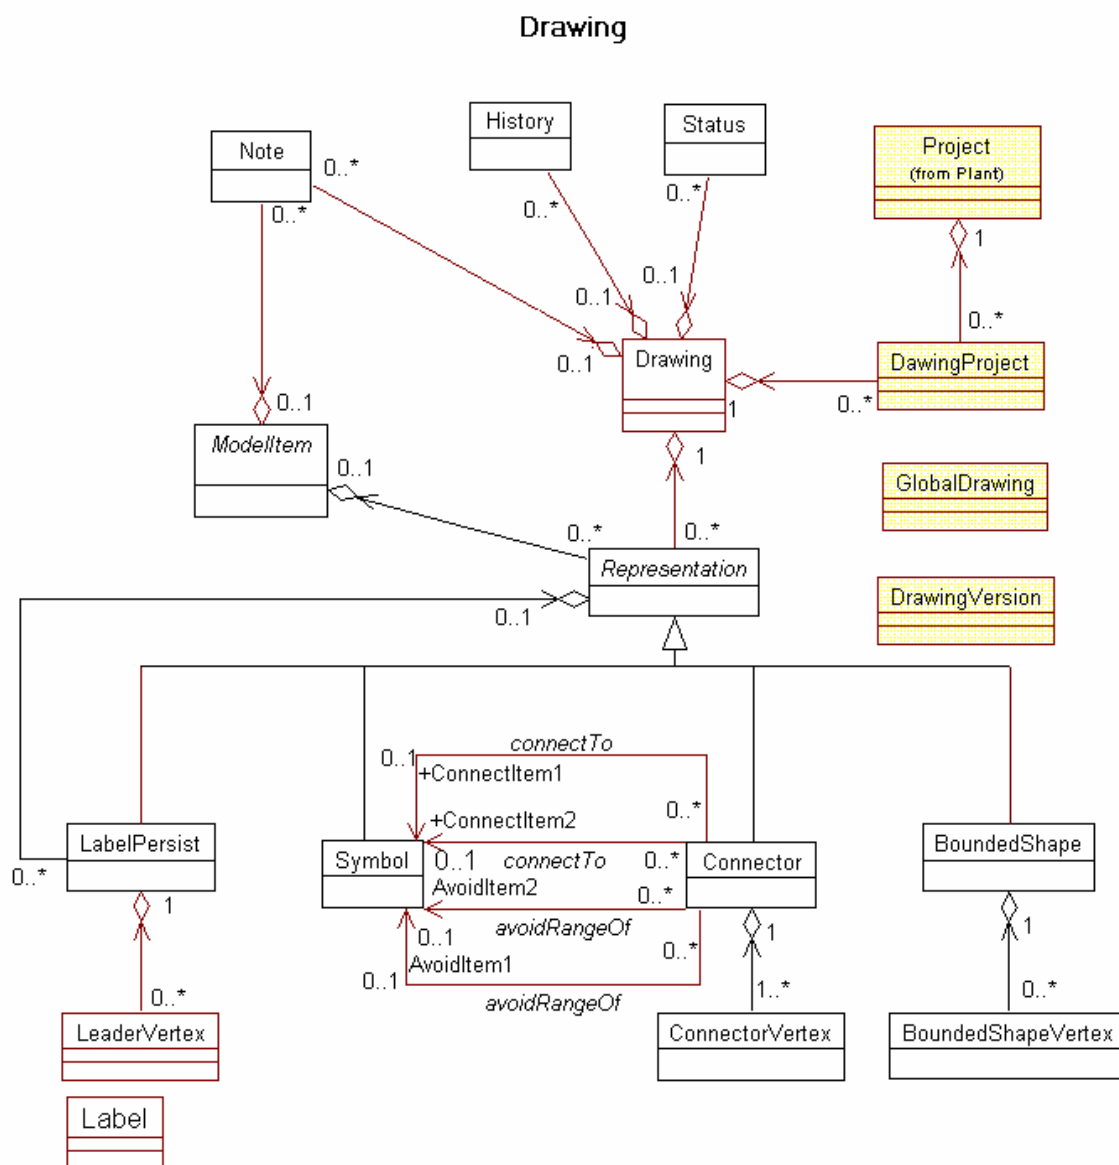 Drawing
History
Status
Note
Project
(from Plant)
0..*
0..*
0..*
0..*
1
0..1
0..1
0..*
0..1
Drawing
DawingProject
0..1
1
0..*
ModelItem
0..1
1
GlobalDrawing
0..*
0..*
Representation
DrawingVersion
0..1
connectTo
0..1
+ConnectItem1
0..*
+ConnectItem2
LabelPersist
Symbol
0..1
connectTo
0..*
Connector
BoundedShape
0..*
AvoidItem2
0..*
1
avoidRangeOf
1
1
0..1
AvoidItem1
0..*
0..1
avoidRangeOf
0..*
1..*
0..*
LeaderVertex
ConnectorVertex
BoundedShapeVertex
Label